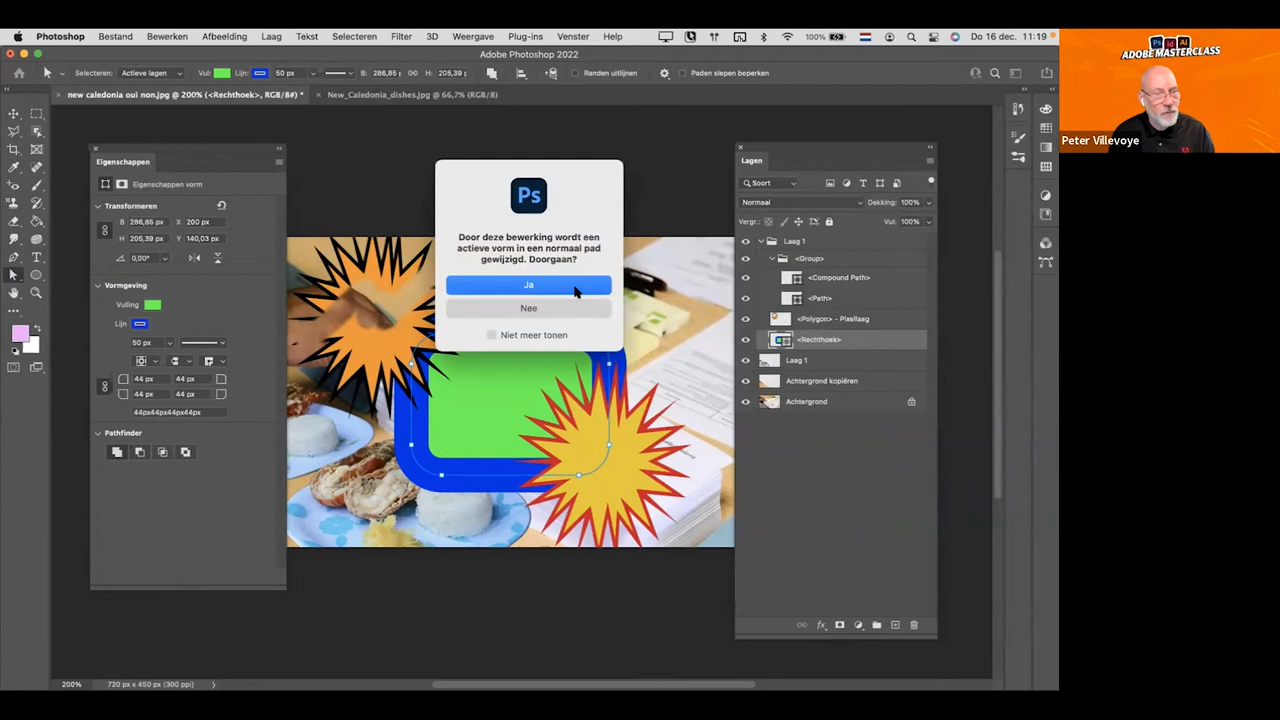 Photoshop Bestand Bewerken Afbeelding Laag Tekst Selecteren Filter 3D Weergave Plug-ins Venster Help 100% Do 16 dec. 11:19
Adobe Photoshop 2022
Selecteren: Actieve lagen Vul: Lijn: 50 px B: 286,85 H: 205,39 Randen uitlijnen Paden slepen beperken
new caledonia oui non.jpg @ 200% (<Rechthoek>, RGB/8#) *
New_Caledonia_dishes.jpg @ 66,7% (RGB/8)
Eigenschappen
Eigenschappen vorm
Transformeren
B 286,85 px X 200 px
H 205,39 px Y 140,03 px
0,00°
Vormgeving
Vulling
Lijn
50 px
44 px 44 px
44 px 44 px
44px44px44px44px
Pathfinder
Ps
Door deze bewerking wordt een
actieve vorm in een normaal pad
gewijzigd. Doorgaan?
Ja
Nee
Niet meer tonen
Lagen
Soort
Normaal Dekking: 100%
Vergr.: Vul: 100%
Laag 1
<Group>
<Compound Path>
<Path>
<Polygon> - Pixellaag
<Rechthoek>
Laag 1
Achtergrond kopiëren
Achtergrond
fx
200% 720 px x 450 px (300 ppi)
Ps Id Ai
ADOBE MASTERCLASS
Peter Villevoye